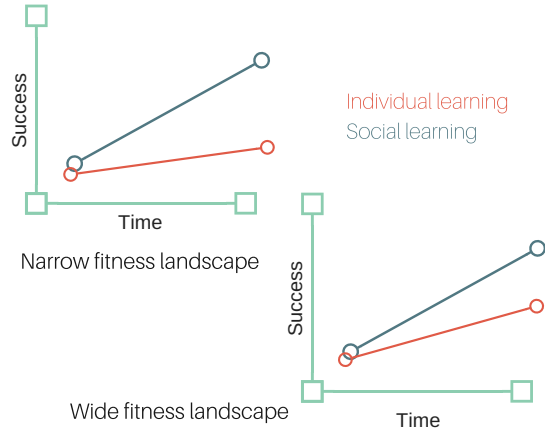 Success
Time
Narrow fitness landscape
Individual learning
Social learning
Success
Time
Wide fitness landscape